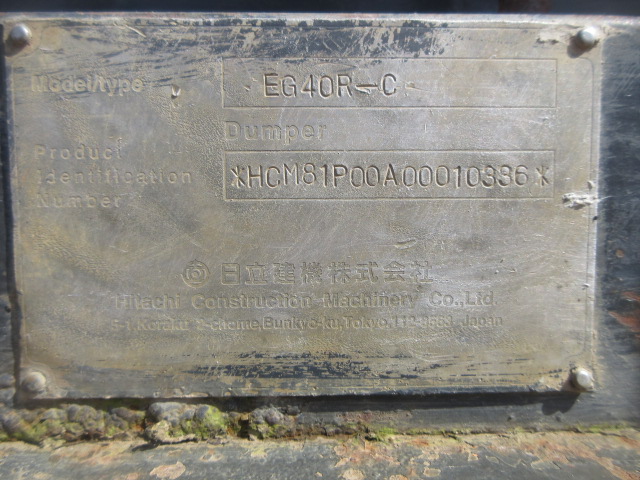 Model/type EG40R-C
Dumper
Product
Identification *HCM81P00A00010336*
Number
日立建機株式会社
Hitachi Construction Machinery Co.,Ltd.
5-1,Koraku 2-chome,Bunkyo-ku,Tokyo,112-8563 Japan